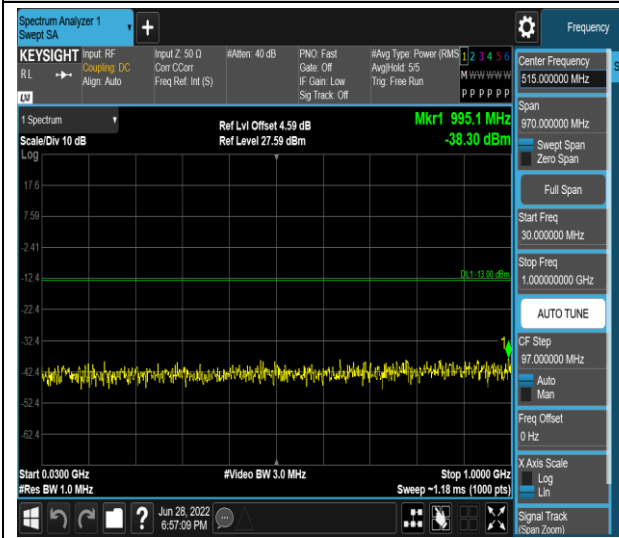 Spectrum Analyzer 1
Swept SA
+
Frequency
KEYSIGHT
RL
LXI
Input: RF
Coupling: DC
Align: Auto
Input Z: 50 Ω
Corr CCorr
Freq Ref: Int (S)
#Atten: 40 dB
PNO: Fast
Gate: Off
IF Gain: Low
Sig Track: Off
#Avg Type: Power (RMS
Avg|Hold: 5/5
Trig: Free Run
1 2 3 4 5 6
M W W W W W
P P P P P P
1 Spectrum
Scale/Div 10 dB
Log
Ref Lvl Offset 4.59 dB
Ref Level 27.59 dBm
Mkr1 995.1 MHz
-38.30 dBm
17.6
7.59
-2.41
-12.4
-22.4
-32.4
-42.4
-52.4
-62.4
DL1 -13.00 dBm
1
Start 0.0300 GHz
#Res BW 1.0 MHz
#Video BW 3.0 MHz
Stop 1.0000 GHz
Sweep ~1.18 ms (1000 pts)
?
Jun 28, 2022
6:57:09 PM
Center Frequency
515.000000 MHz
S
Span
970.000000 MHz
Swept Span
Zero Span
Full Span
Start Freq
30.000000 MHz
Stop Freq
1.000000000 GHz
AUTO TUNE
CF Step
97.000000 MHz
Auto
Man
Freq Offset
0 Hz
X Axis Scale
Log
Lin
Signal Track
(Span Zoom)